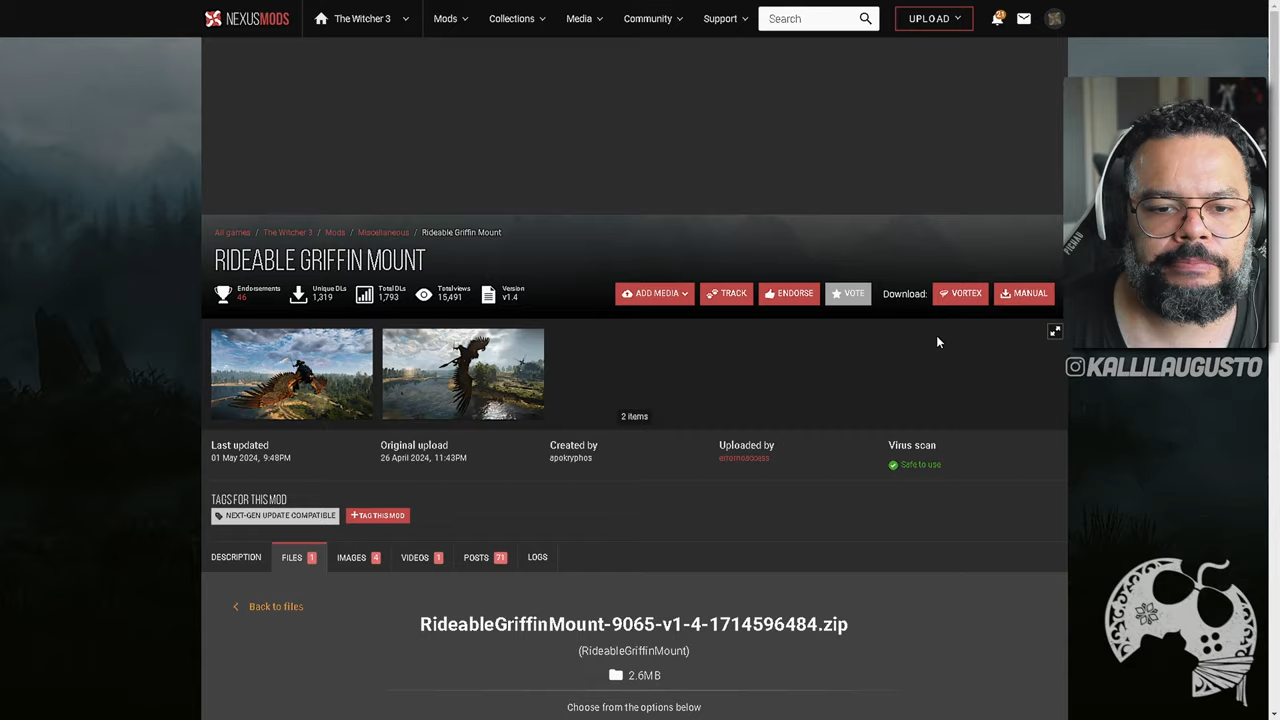 NEXUSMODS
The Witcher 3
Mods
Collections
Media
Community
Support
Search
UPLOAD
21
All games / The Witcher 3 / Mods / Miscellaneous / Rideable Griffin Mount
RIDEABLE GRIFFIN MOUNT
Endorsements
46
Unique DLs
1,319
Total DLs
1,793
Total views
15,491
Version
v1.4
ADD MEDIA
TRACK
ENDORSE
VOTE
Download:
VORTEX
MANUAL
PICHAU
KALLILAUGUSTO
2 items
Last updated
01 May 2024, 9:48PM
Original upload
26 April 2024, 11:43PM
Created by
apokryphos
Uploaded by
errornoaccess
Virus scan
Safe to use
TAGS FOR THIS MOD
NEXT-GEN UPDATE COMPATIBLE
+ TAG THIS MOD
DESCRIPTION
FILES 1
IMAGES 4
VIDEOS 1
POSTS 71
LOGS
Back to files
RideableGriffinMount-9065-v1-4-1714596484.zip
(RideableGriffinMount)
2.6MB
Choose from the options below